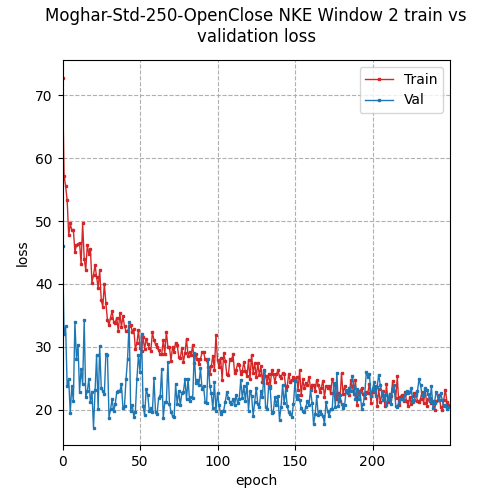 Moghar-Std-250-OpenClose NKE Window 2 train vs
validation loss
Train
Val
70
60
50
40
30
20
loss
0
50
100
150
200
epoch